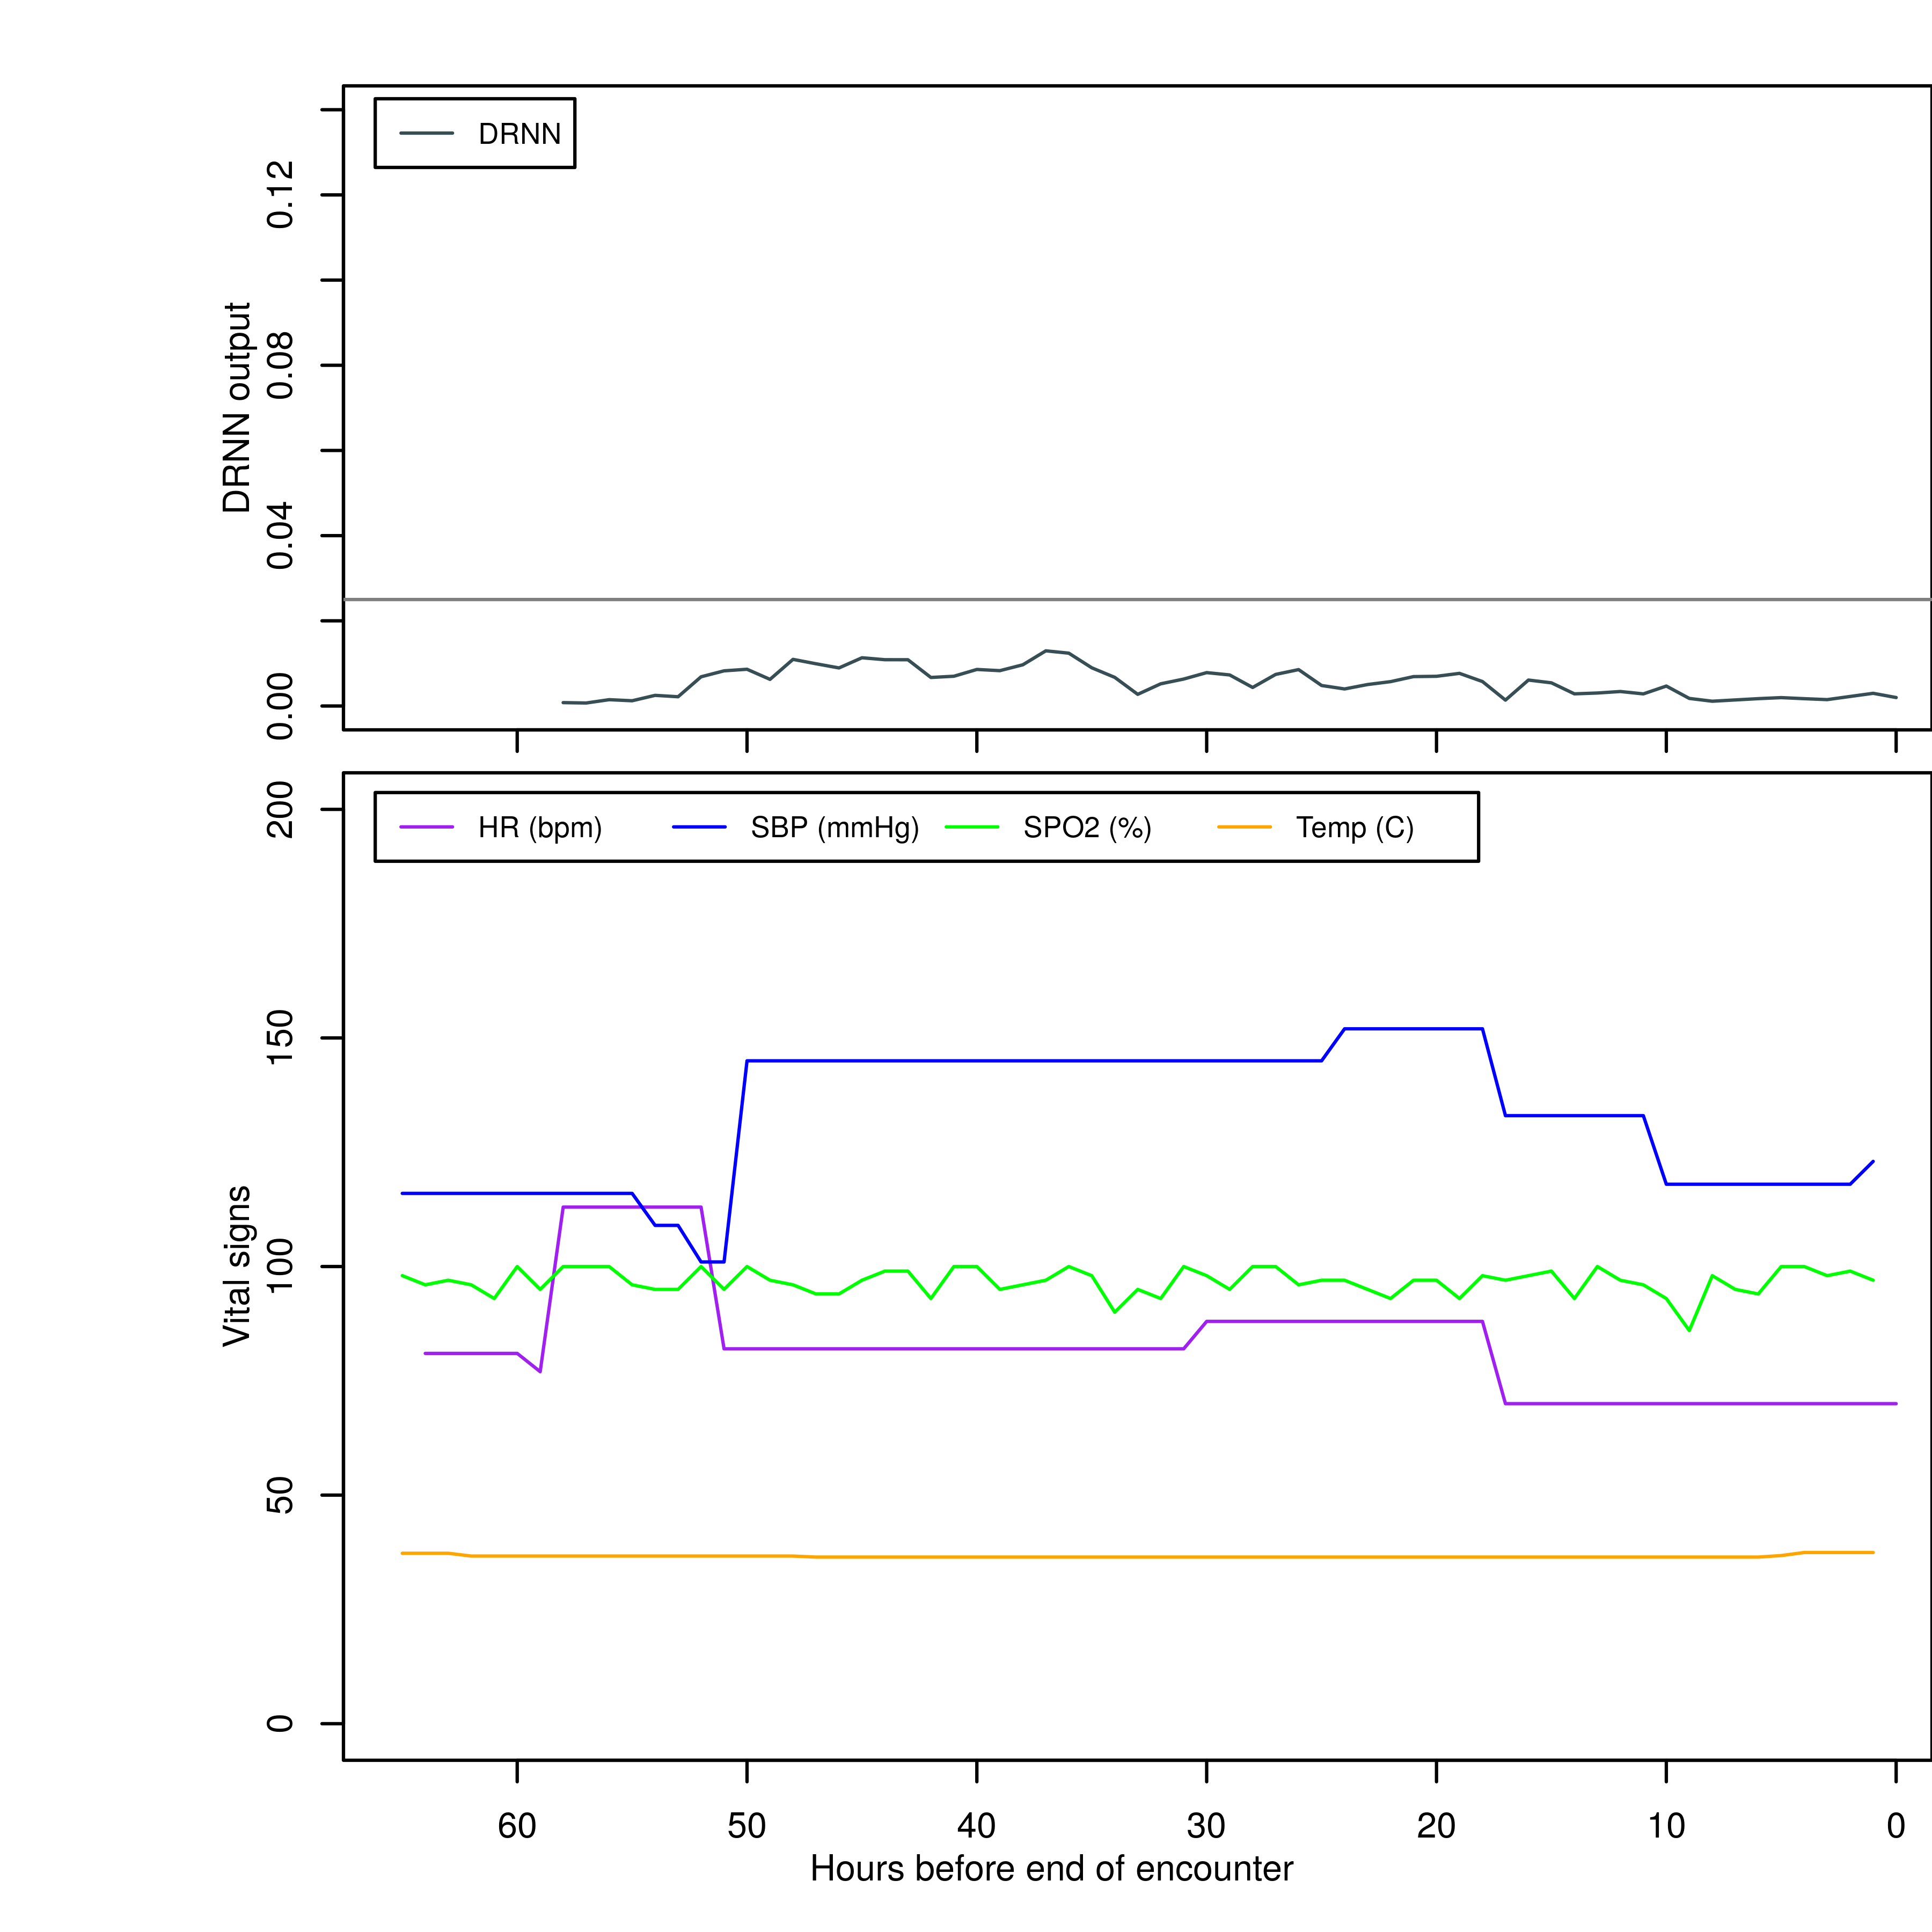 DRNN
DRNN output
0.12
0.08
0.04
0.00
HR (bpm) SBP (mmHg) SPO2 (%) Temp (C)
Vital signs
200
150
100
50
0
60 50 40 30 20 10 0
Hours before end of encounter